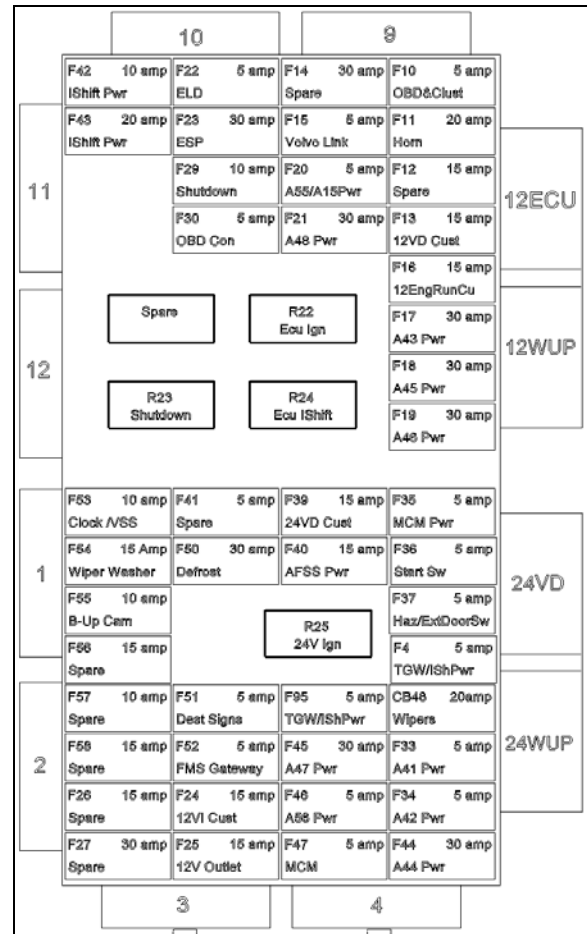 10 9
F42 10 amp F22 5 amp F14 30 amp F10 5 amp
IShift Pwr ELD Spare OBD&Clust
F43 20 amp F23 30 amp F15 5 amp F11 20 amp
IShift Pwr ESP Volvo Link Horn
F29 10 amp F20 5 amp F12 15 amp
Shutdown A55/A15Pwr Spare
11 12ECU
F30 5 amp F21 30 amp F13 15 amp
OBD Con A48 Pwr 12VD Cust
F16 15 amp
12EngRunCu
Spare R22
Ecu Ign
F17 30 amp
A43 Pwr
12 12WUP
F18 30 amp
A45 Pwr
R23 R24
Shutdown Ecu IShift
F19 30 amp
A46 Pwr
F53 10 amp F41 5 amp F39 15 amp F35 5 amp
Clock /VSS Spare 24VD Cust MCM Pwr
F54 15 Amp F50 30 amp F40 15 amp F36 5 amp
Wiper Washer Defrost AFSS Pwr Start Sw
1 24VD
F55 10 amp F37 5 amp
B-Up Cam Haz/ExtDoorSw
R25
24V Ign
F56 15 amp F4 5 amp
Spare TGW/IShPwr
F57 10 amp F51 5 amp F95 5 amp CB46 20amp
Spare Dest Signs TGW/IShPwr Wipers
2 24WUP
F58 15 amp F52 5 amp F45 30 amp F33 5 amp
Spare FMS Gateway A47 Pwr A41 Pwr
F26 15 amp F24 15 amp F46 5 amp F34 5 amp
Spare 12VI Cust A56 Pwr A42 Pwr
F27 30 amp F25 15 amp F47 5 amp F44 30 amp
Spare 12V Outlet MCM A44 Pwr
3 4